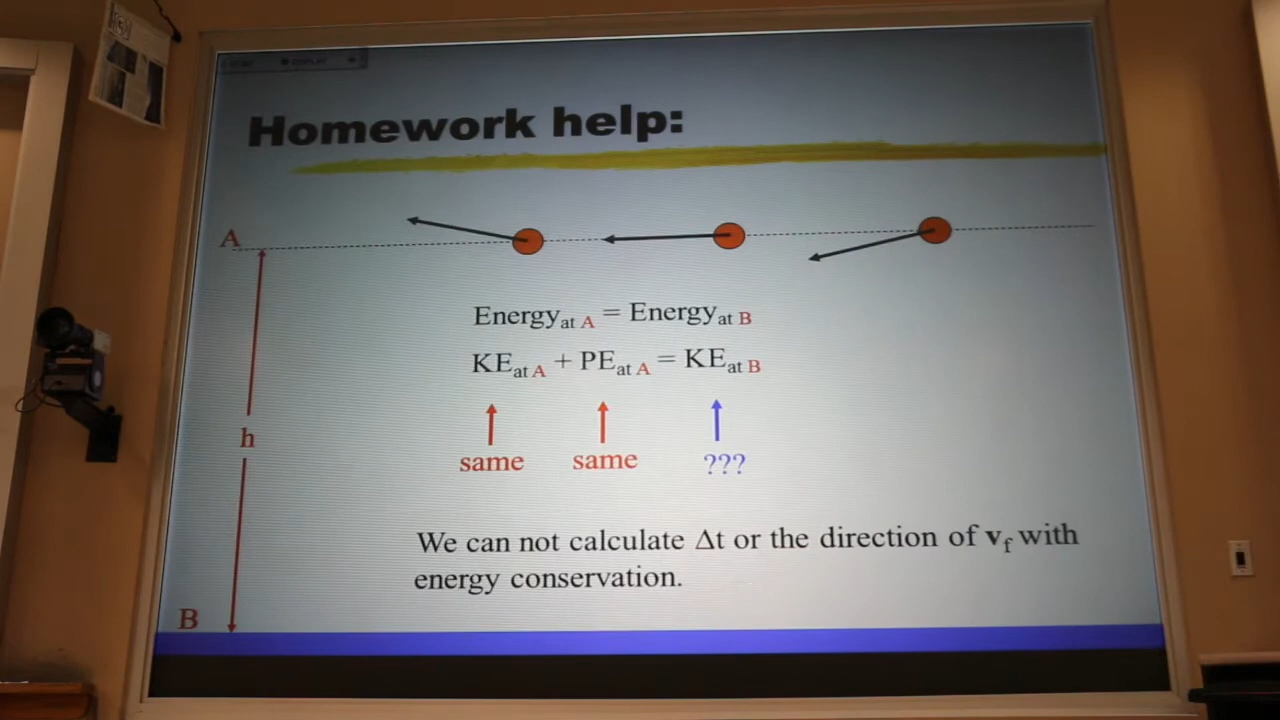 Homework help:
A
Energy at A = Energy at B
KE at A + PE at A = KE at B
h
same same ???
We can not calculate Δt or the direction of vf with
energy conservation.
B